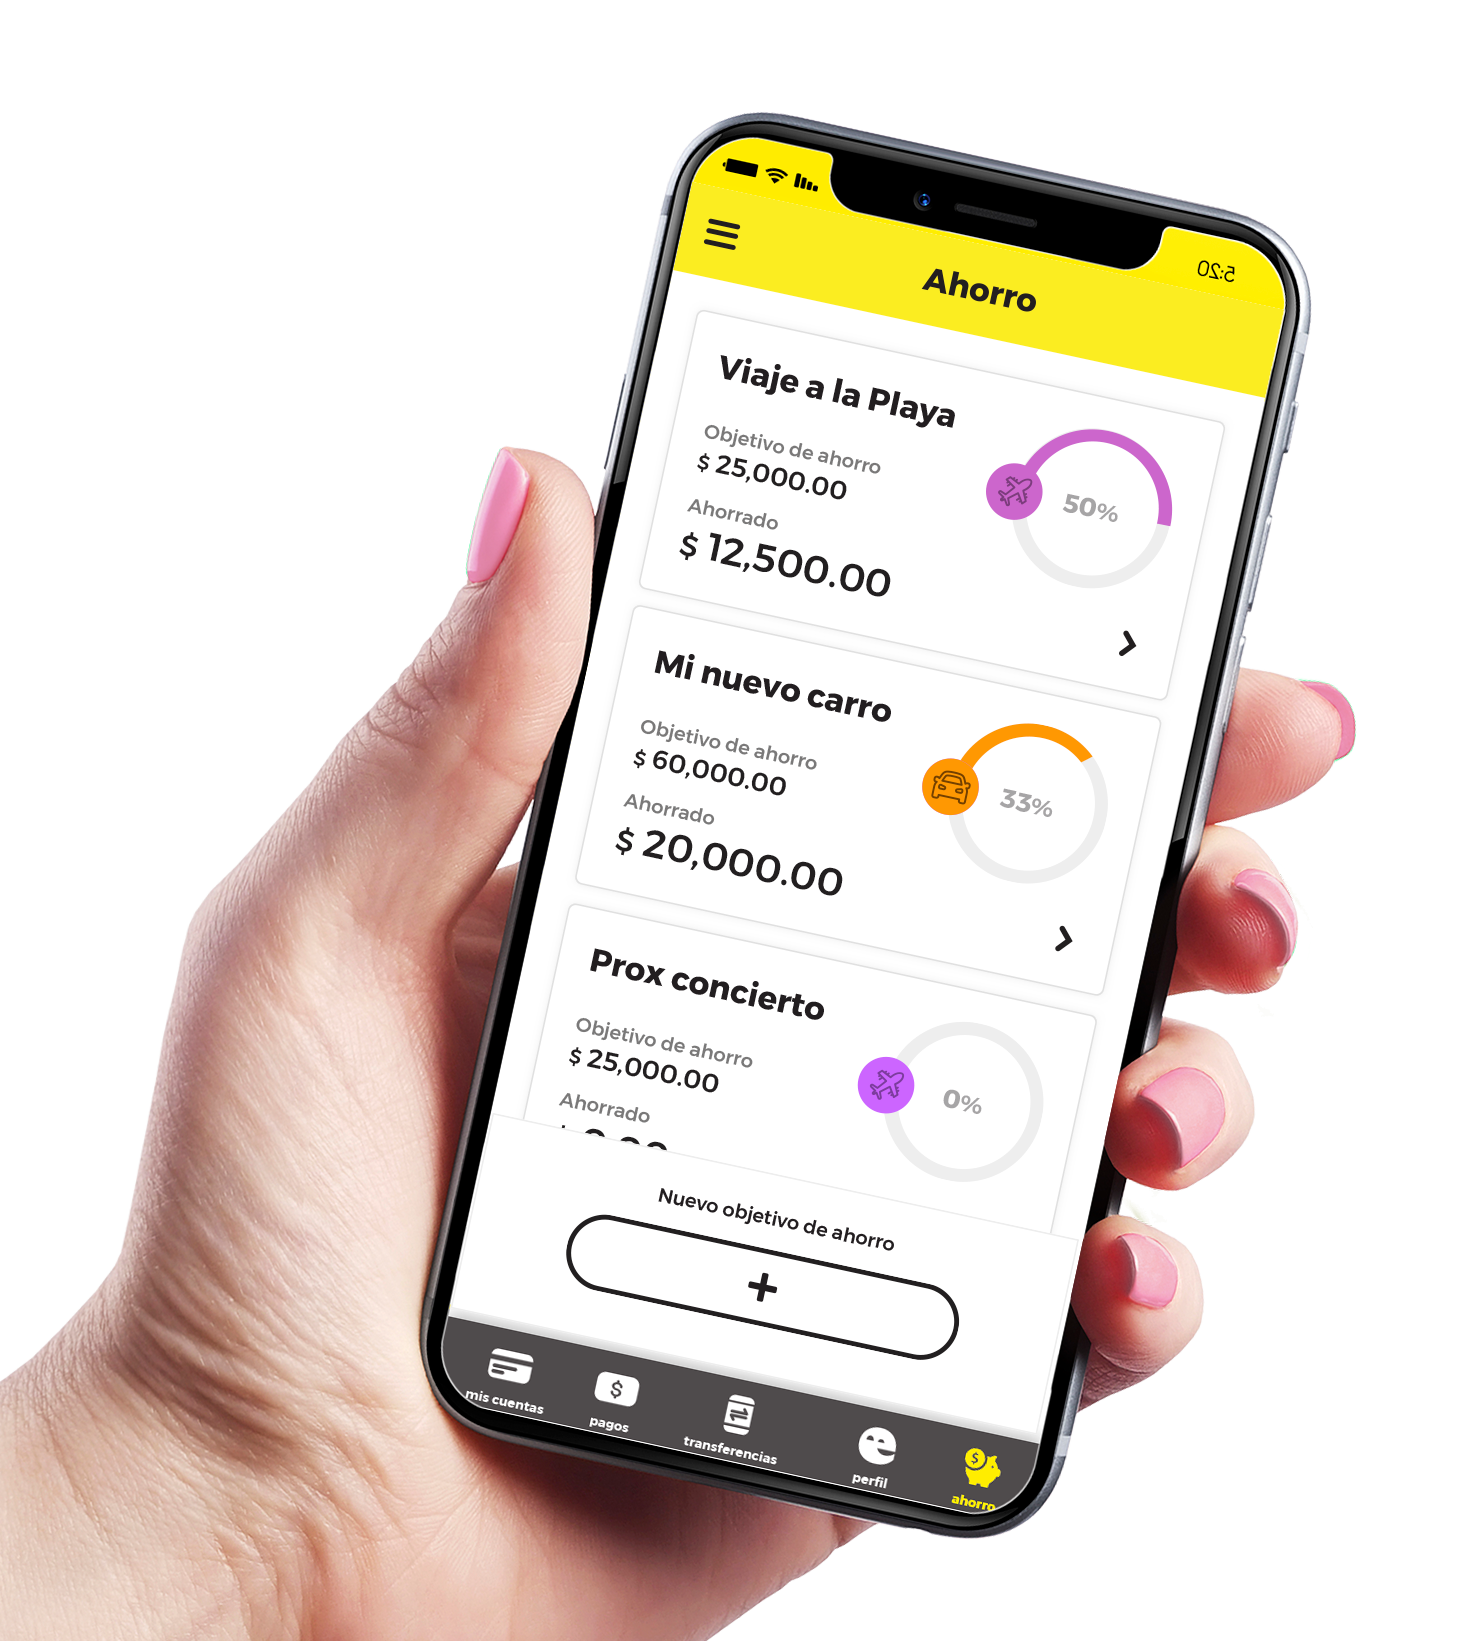 5:20
Ahorro
Viaje a la Playa
Objetivo de ahorro
$ 25,000.00
50%
Ahorrado
$ 12,500.00
Mi nuevo carro
Objetivo de ahorro
$ 60,000.00
33%
Ahorrado
$ 20,000.00
Prox concierto
Objetivo de ahorro
$ 25,000.00
0%
Ahorrado
Nuevo objetivo de ahorro
+
mis cuentas
$
pagos
transferencias
perfil
$
ahorro